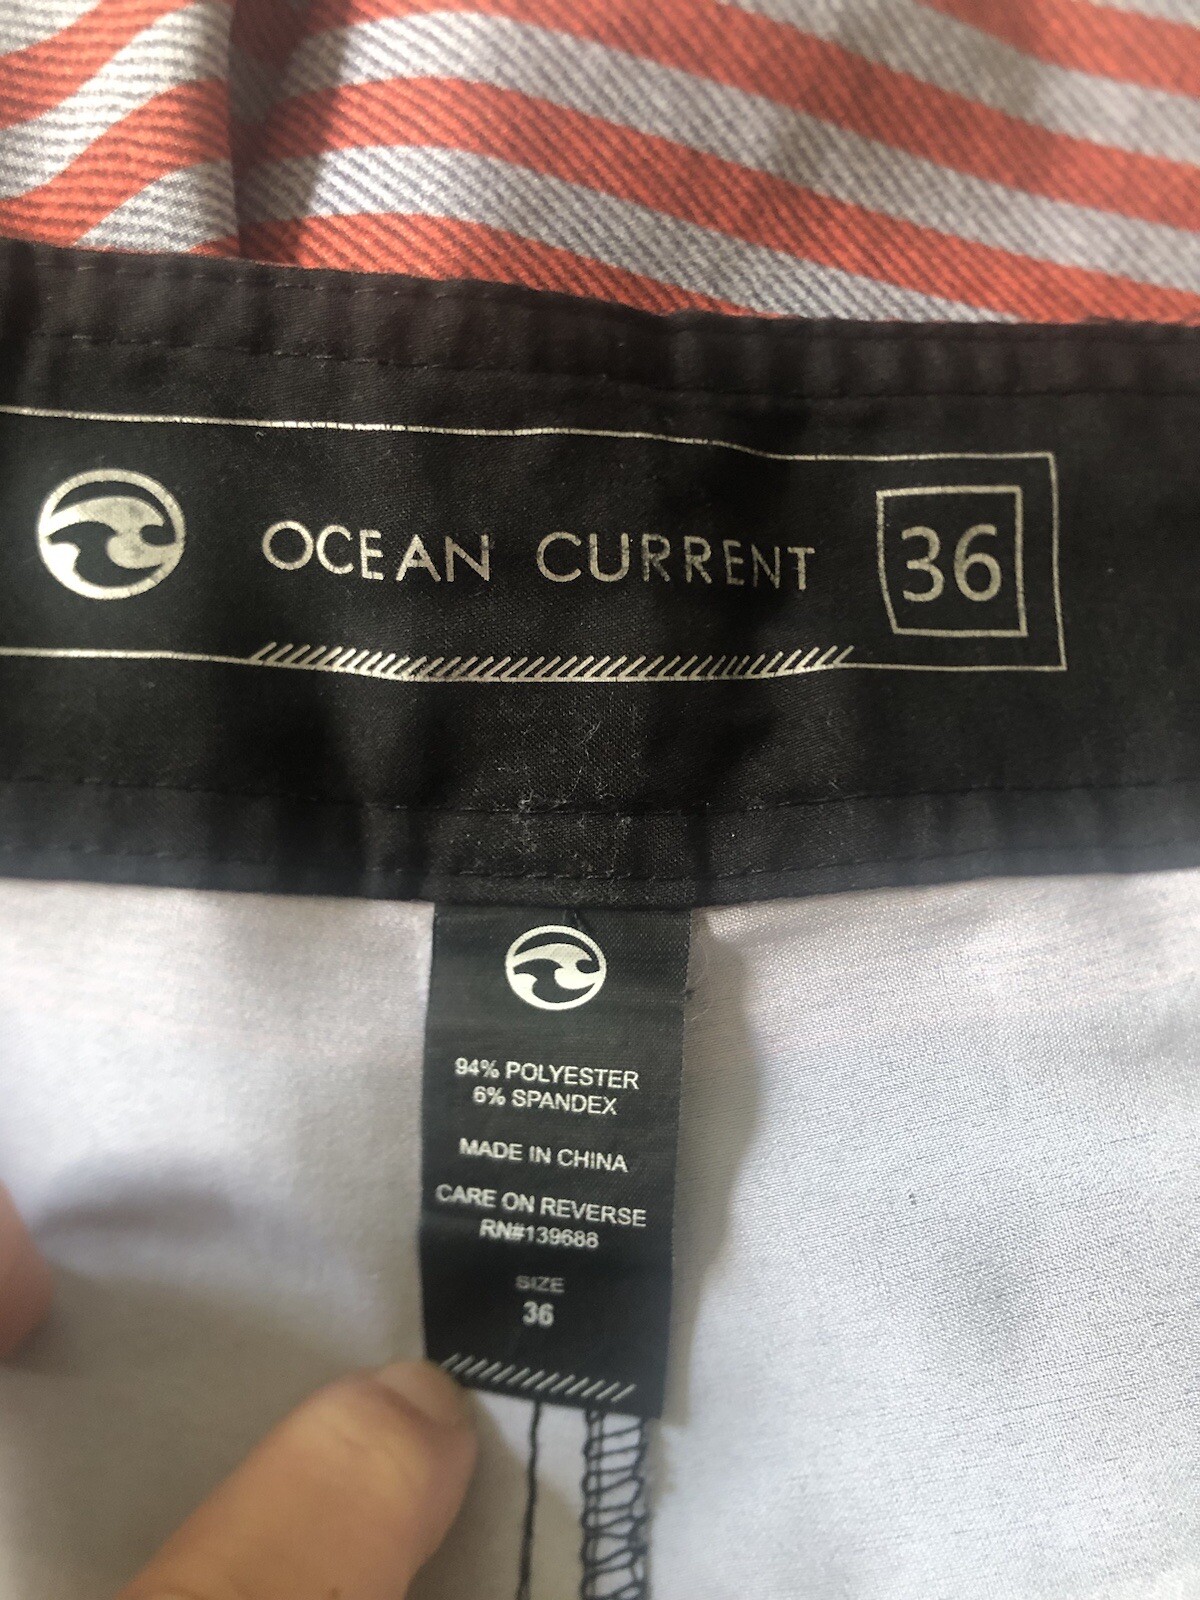 OCEAN CURRENT 36
94% POLYESTER
6% SPANDEX
MADE IN CHINA
CARE ON REVERSE
RN#139688
SIZE
36